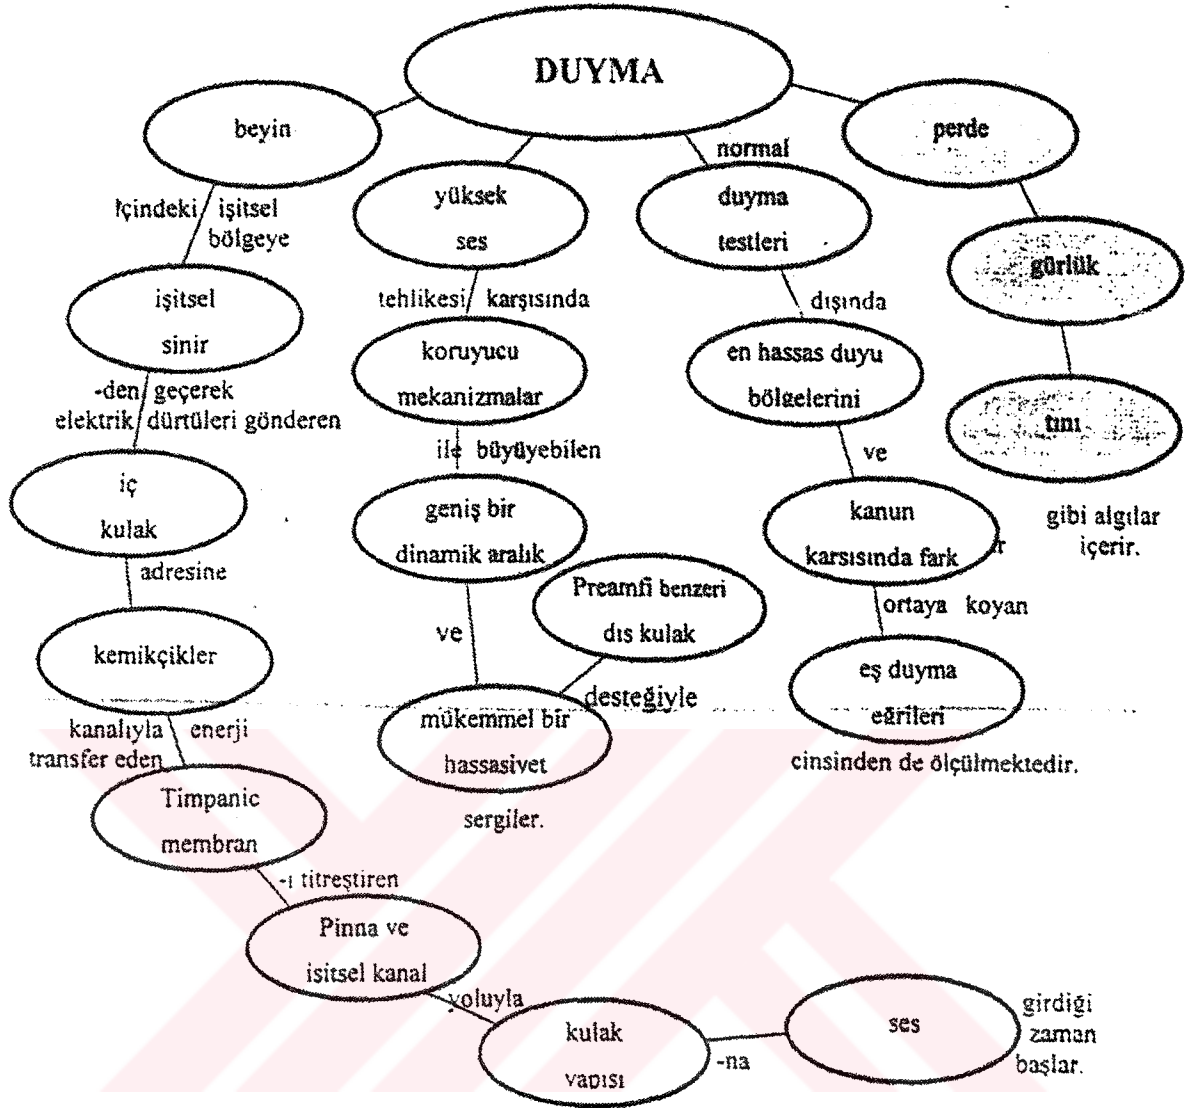 DUYMA
beyin
içindeki işitsel
bölgeye
işitsel
sinir
-den geçerek
elektrik dürtüleri gönderen
iç
kulak
adresine
kemikçikler
kanalıyla enerji
transfer eden
Timpanic
membran
-ı titreştiren
Pinna ve
isitsel kanal
yoluyla
kulak
yapısı
-na
ses
girdiği
zaman
başlar.
yüksek
ses
tehlikesi karşısında
koruyucu
mekanizmalar
ile büyüyebilen
geniş bir
dinamik aralık
ve
Preamfi benzeri
dıs kulak
desteğiyle
mükemmel bir
hassasivet
sergiler.
normal
duyma
testleri
dışında
en hassas duyu
bölgelerini
ve
kanun
karsısında fark
ortaya koyan
eş duyma
eğrileri
cinsinden de ölçülmektedir.
perde
gürlük
tını
gibi algılar
içerir.